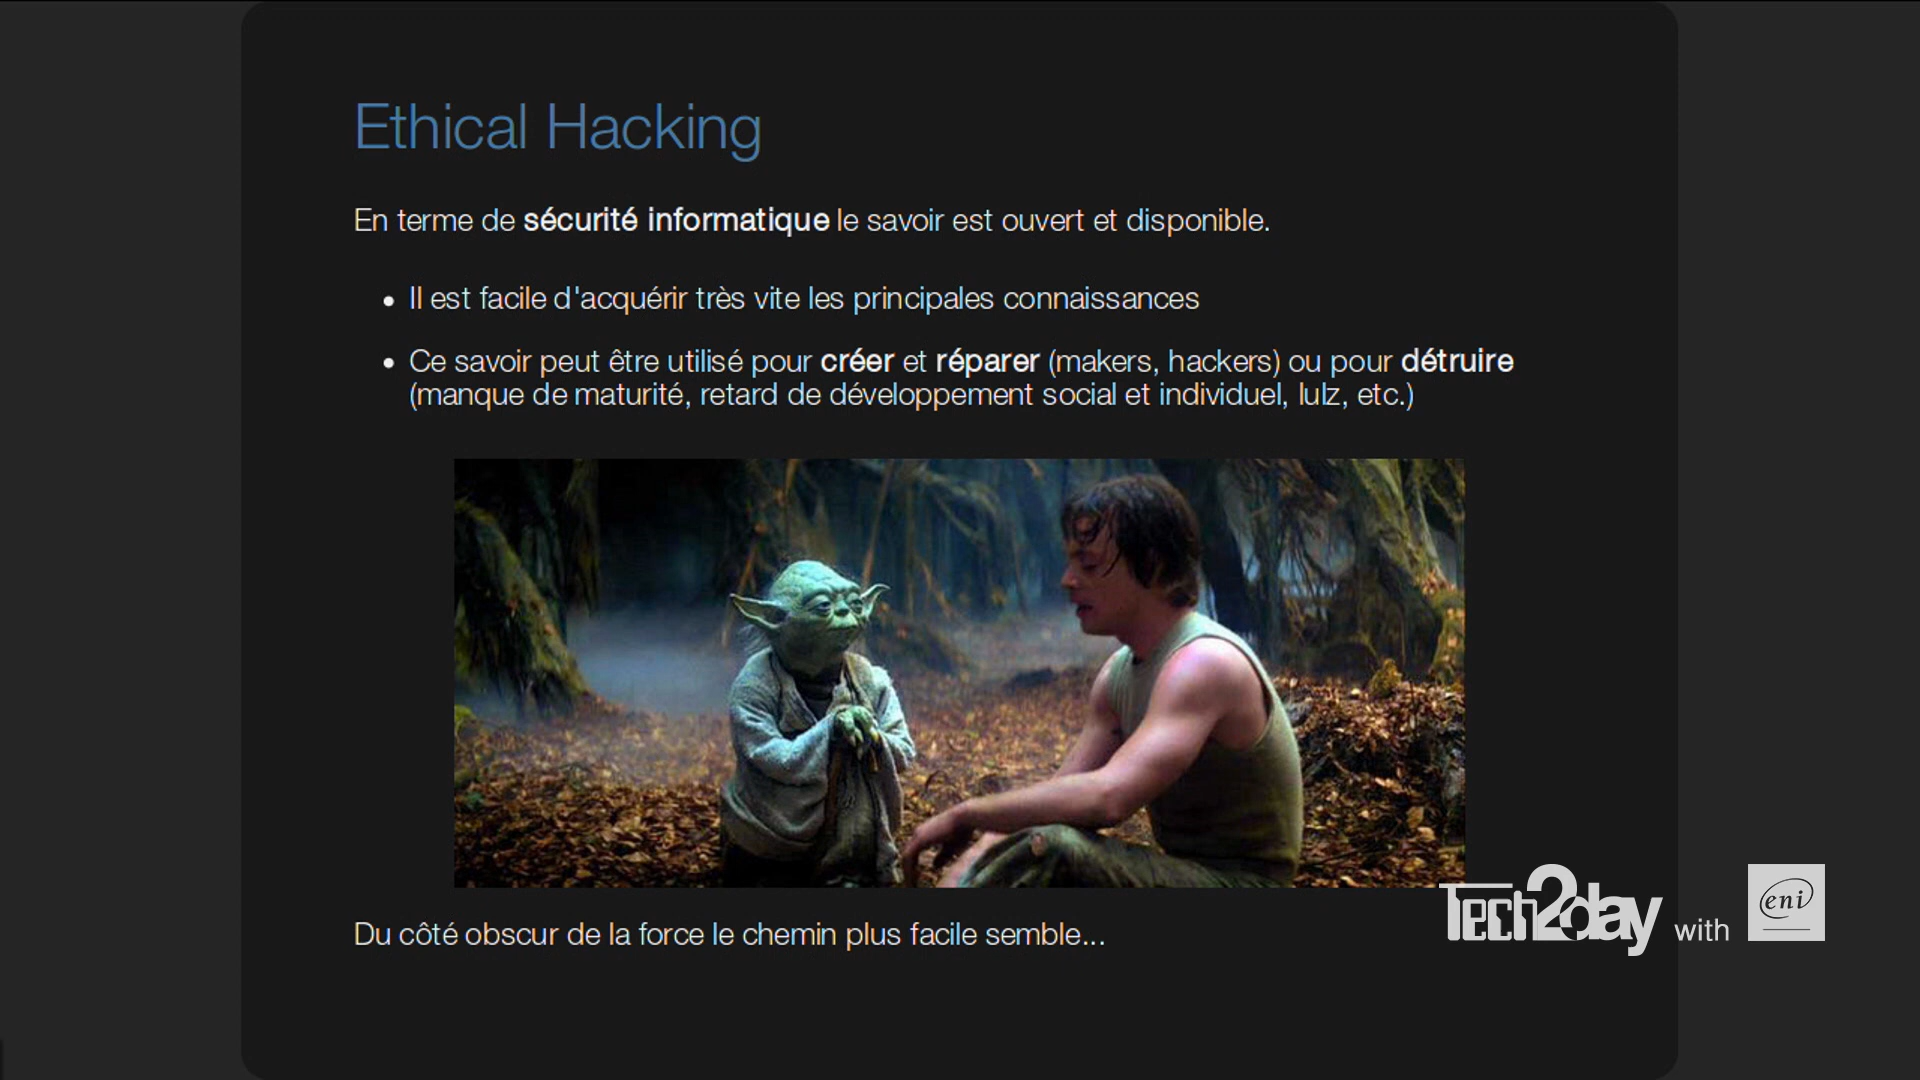 Ethical Hacking
En terme de sécurité informatique le savoir est ouvert et disponible.
Il est facile d'acquérir très vite les principales connaissances
Ce savoir peut être utilisé pour créer et réparer (makers, hackers) ou pour détruire
(manque de maturité, retard de développement social et individuel, lulz, etc.)
Du côté obscur de la force le chemin plus facile semble...
Tech2day with eni